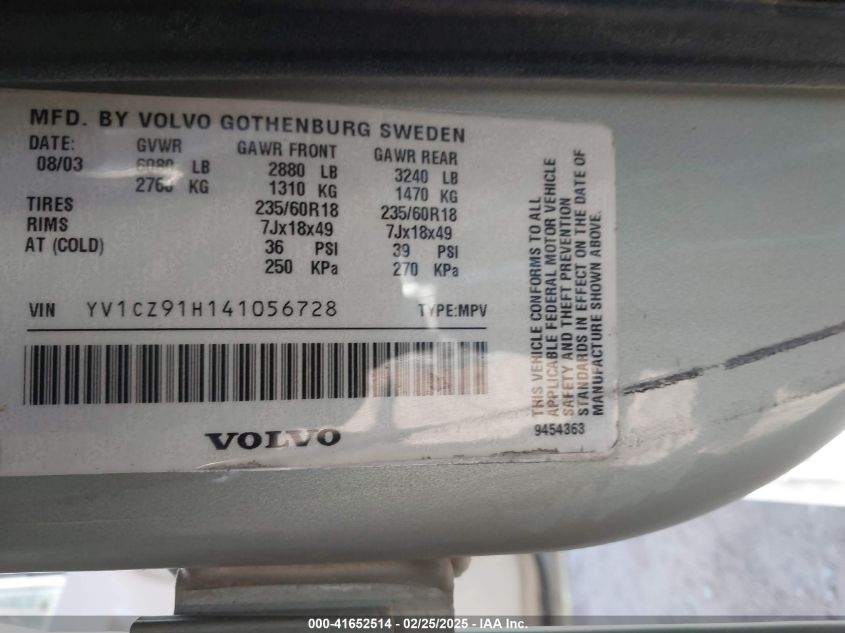 MFD. BY VOLVO GOTHENBURG SWEDEN
DATE: GVWR GAWR FRONT GAWR REAR
08/03 6080 LB 2880 LB 3240 LB
2760 KG 1310 KG 1470 KG
TIRES 235/60R18 235/60R18
RIMS 7Jx18x49 7Jx18x49
AT (COLD) 36 PSI 39 PSI
250 KPa 270 KPa
VIN YV1CZ91H141056728 TYPE:MPV
VOLVO
THIS VEHICLE CONFORMS TO ALL
APPLICABLE FEDERAL MOTOR VEHICLE
SAFETY AND THEFT PREVENTION
STANDARDS IN EFFECT ON THE DATE OF
MANUFACTURE SHOWN ABOVE.
9454363
000-41652514 - 02/25/2025 - IAA Inc.